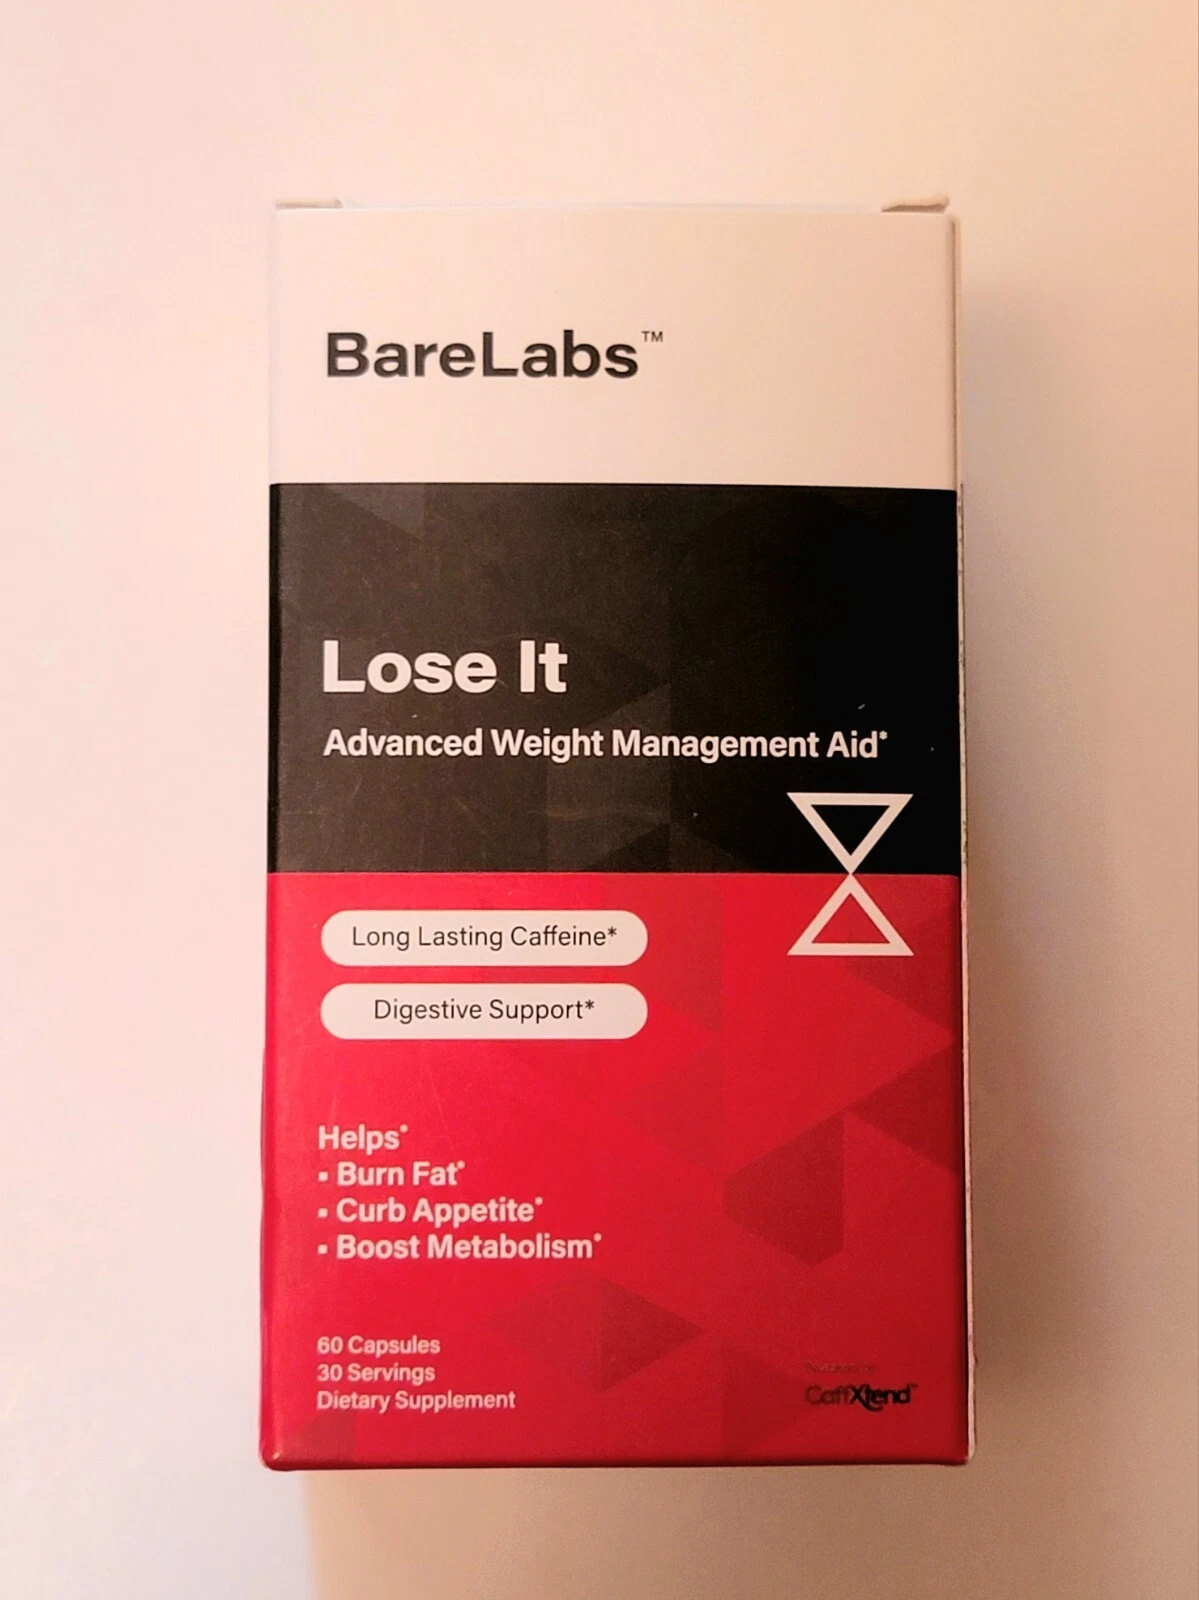 BareLabs™
Lose It
Advanced Weight Management Aid*
Long Lasting Caffeine*
Digestive Support*
Helps*
▪ Burn Fat*
▪ Curb Appetite*
▪ Boost Metabolism*
60 Capsules
30 Servings
Dietary Supplement
CaffXtend™